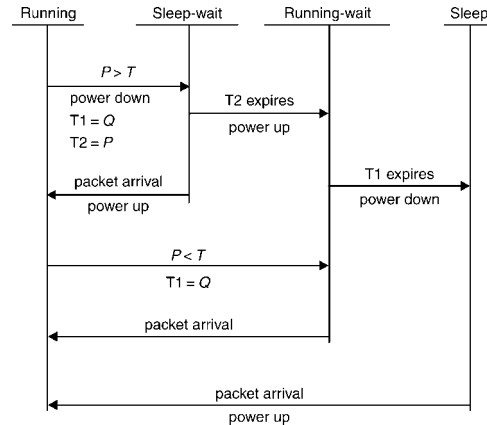 Running
Sleep-wait
Running-wait
Sleep
P > T
power down
T1 = Q
T2 = P
T2 expires
power up
packet arrival
power up
T1 expires
power down
P < T
T1 = Q
packet arrival
packet arrival
power up